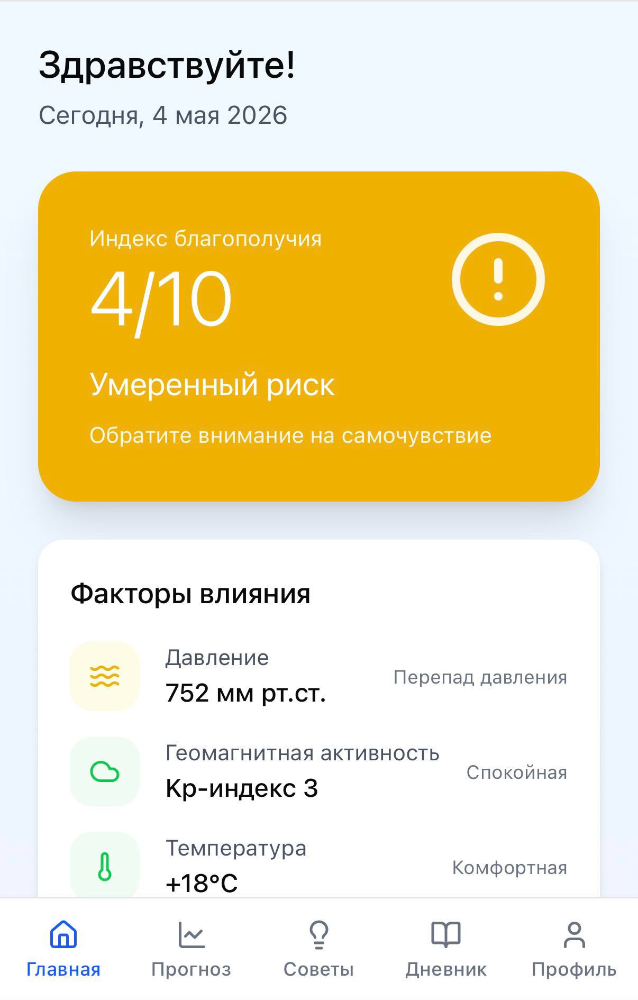 Здравствуйте!
Сегодня, 4 мая 2026
Индекс благополучия
4/10
Умеренный риск
Обратите внимание на самочувствие
Факторы влияния
Давление
752 мм рт.ст.
Перепад давления
Геомагнитная активность
Kp-индекс 3
Спокойная
Температура
+18°C
Комфортная
Главная
Прогноз
Советы
Дневник
Профиль